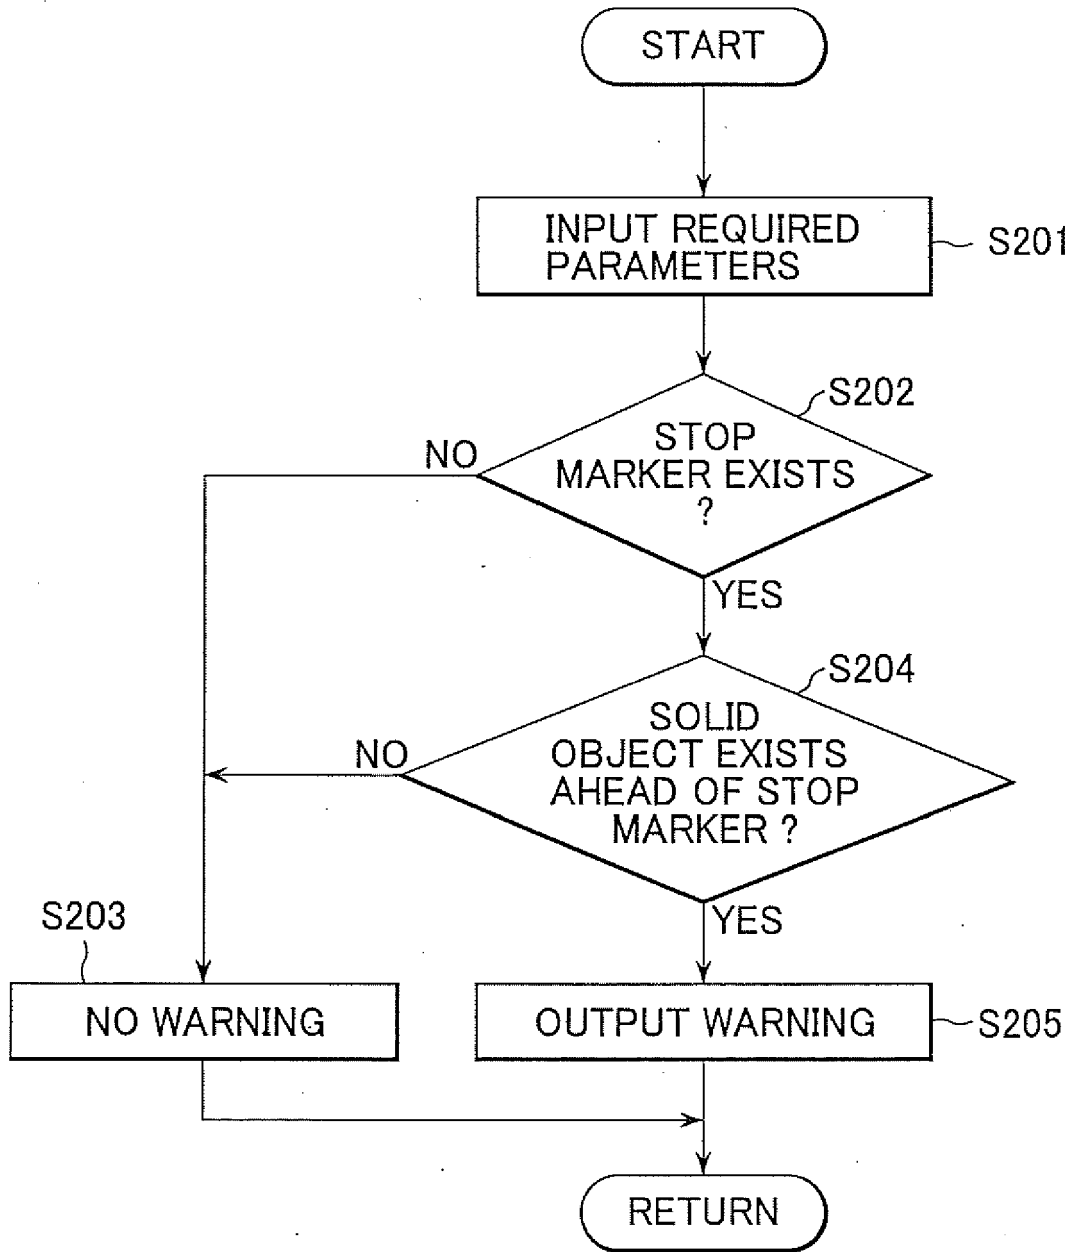 START
INPUT REQUIRED
PARAMETERS
S201
S202
STOP
MARKER EXISTS
?
NO
YES
S204
SOLID
OBJECT EXISTS
AHEAD OF STOP
MARKER ?
NO
YES
S203
NO WARNING
OUTPUT WARNING
S205
RETURN